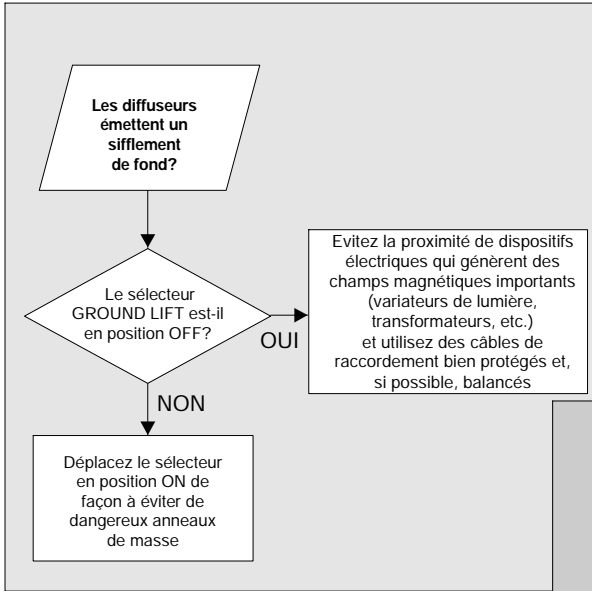 Les diffuseurs
émettent un
sifflement
de fond?
Le sélecteur
GROUND LIFT est-il
en position OFF?
OUI
Evitez la proximité de dispositifs
électriques qui génèrent des
champs magnétiques importants
(variateurs de lumière,
transformateurs, etc.)
et utilisez des câbles de
raccordement bien protégés et,
si possible, balancés
NON
Déplacez le sélecteur
en position ON de
façon à éviter de
dangereux anneaux
de masse